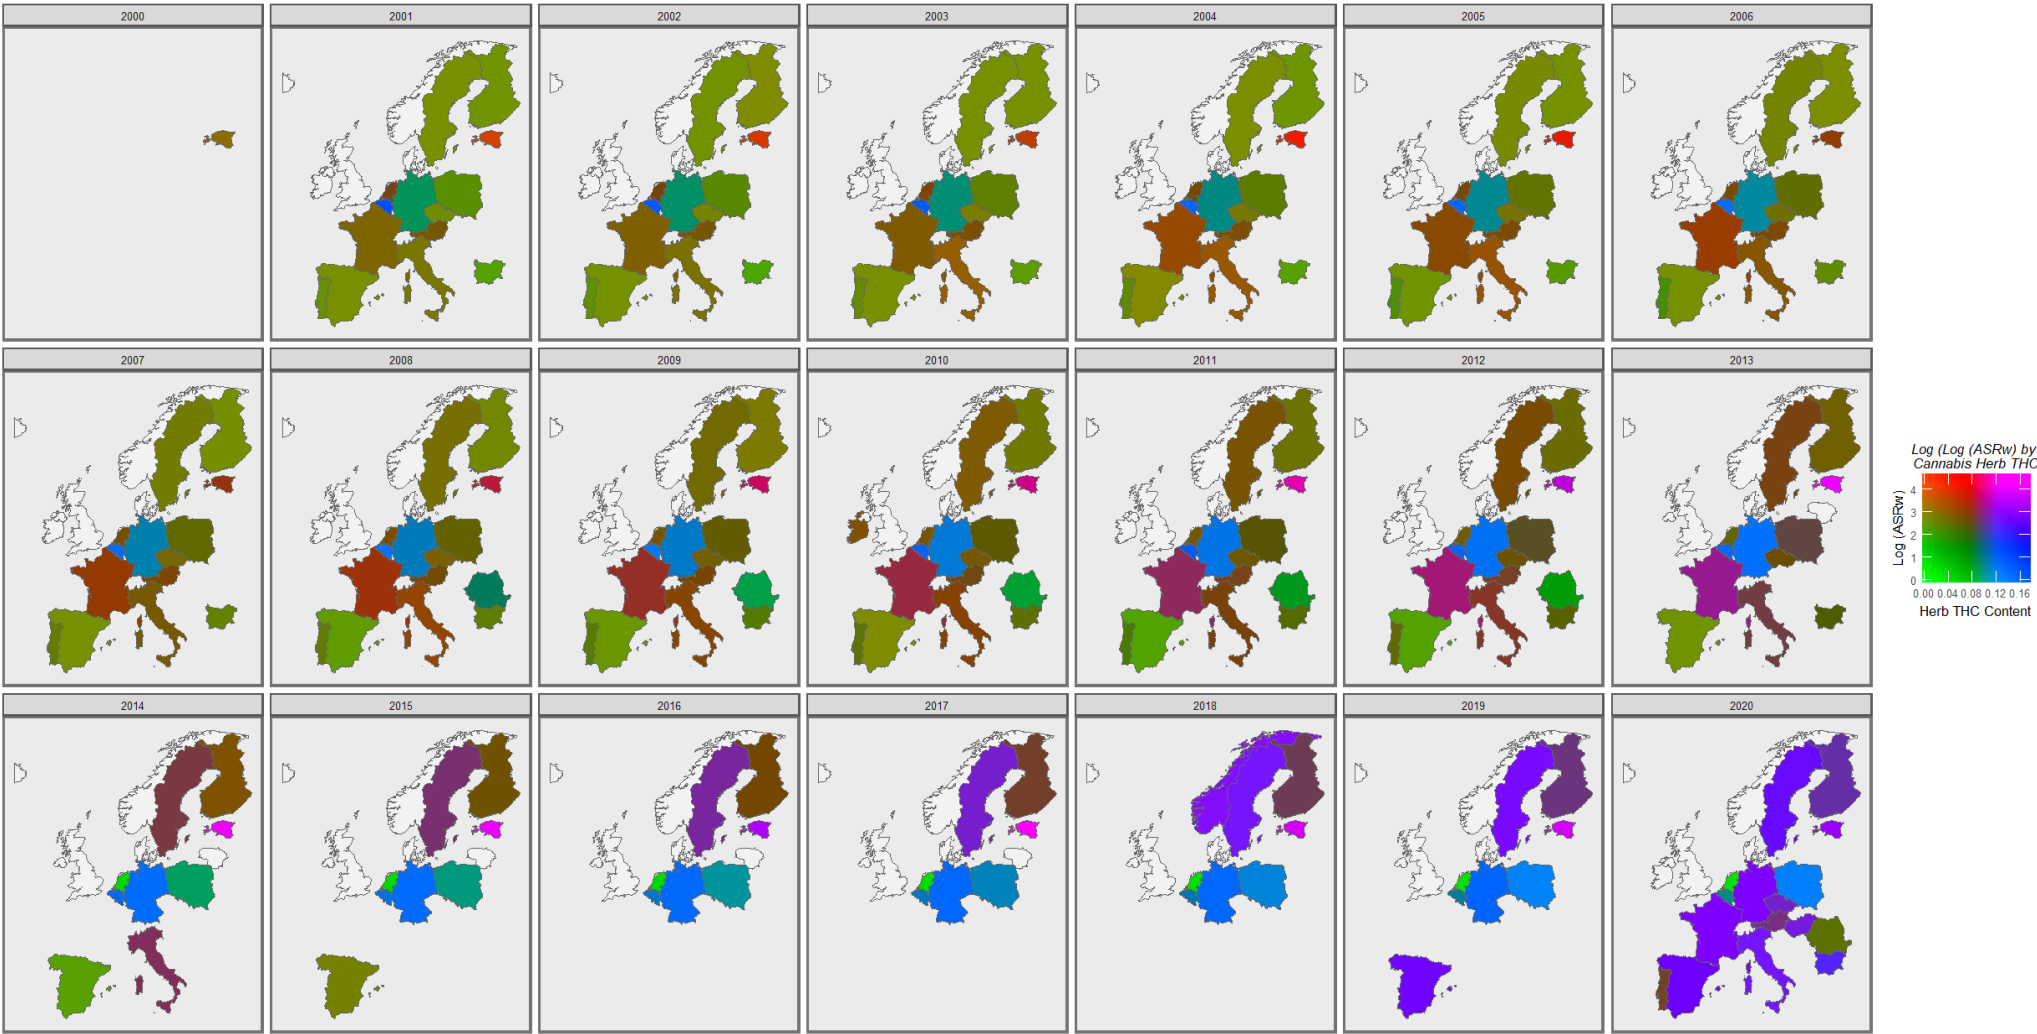 2000 2001 2002 2003 2004 2005 2006
2007 2008 2009 2010 2011 2012 2013
2014 2015 2016 2017 2018 2019 2020
Log (Log (ASRw) by
Cannabis Herb THC
Log (ASRw)
4
3
2
1
0
0.00 0.04 0.08 0.12 0.16
Herb THC Content